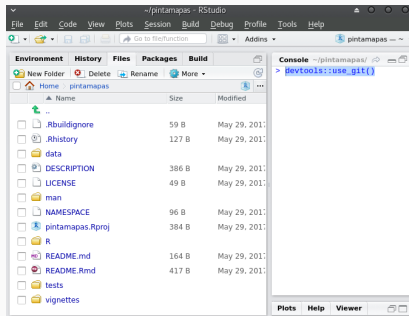 ~/pintamapas - RStudio
File Edit Code View Plots Session Build Debug Profile Tools Help
Go to file/function Addins pintamapas — ~
Environment History Files Packages Build
New Folder Delete Rename More
Home pintamapas
Name Size Modified
..
.Rbuildignore 59 B May 29, 2017
.Rhistory 127 B May 29, 2017
data
DESCRIPTION 386 B May 29, 2017
LICENSE 49 B May 29, 2017
man
NAMESPACE 96 B May 29, 2017
pintamapas.Rproj 384 B May 29, 2017
R
README.md 164 B May 29, 2017
README.Rmd 417 B May 29, 2017
tests
vignettes
Console ~/pintamapas/
> devtools::use_git()
Plots Help Viewer